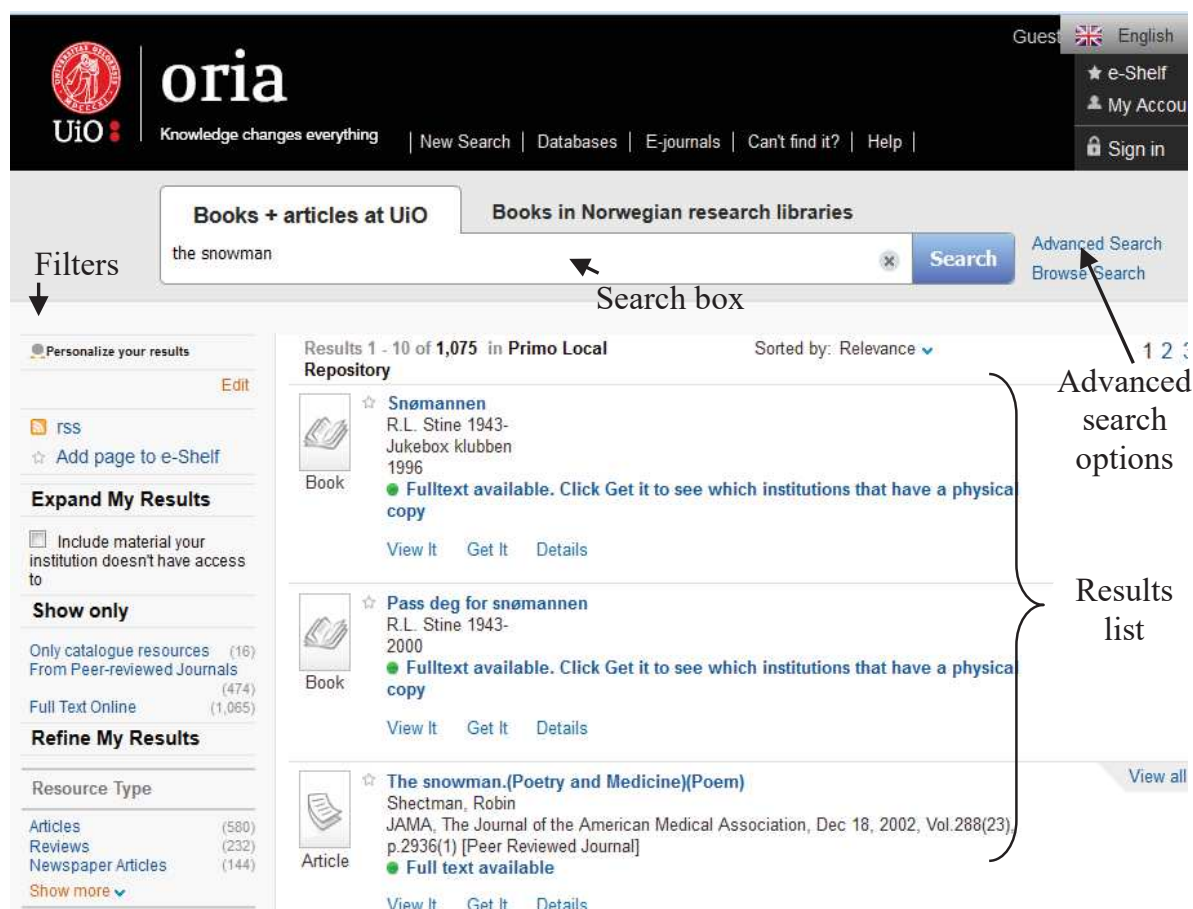 Guest English
★ e-Shelf
My Accou
Sign in
UNIVERSITAS OSLOENSIS
MDCCCXI
UiO
oria
Knowledge changes everything
New Search | Databases | E-journals | Can't find it? | Help |
Books + articles at UiO
Books in Norwegian research libraries
the snowman
Search
Advanced Search
Browse Search
Filters
Search box
Advanced
search
options
Results
list
Personalize your results
Edit
rss
Add page to e-Shelf
Expand My Results
Include material your
institution doesn't have access
to
Show only
Only catalogue resources (16)
From Peer-reviewed Journals
(474)
Full Text Online (1,065)
Refine My Results
Resource Type
Articles (580)
Reviews (232)
Newspaper Articles (144)
Show more
Results 1 - 10 of 1,075 in Primo Local
Repository
Sorted by: Relevance
1 2 3
Book
Snømannen
R.L. Stine 1943-
Jukebox klubben
1996
Fulltext available. Click Get it to see which institutions that have a physical
copy
View It Get It Details
Book
Pass deg for snømannen
R.L. Stine 1943-
2000
Fulltext available. Click Get it to see which institutions that have a physical
copy
View It Get It Details
Article
The snowman.(Poetry and Medicine)(Poem)
Shectman, Robin
JAMA, The Journal of the American Medical Association, Dec 18, 2002, Vol.288(23),
p.2936(1) [Peer Reviewed Journal]
Full text available
View It Get It Details
View all